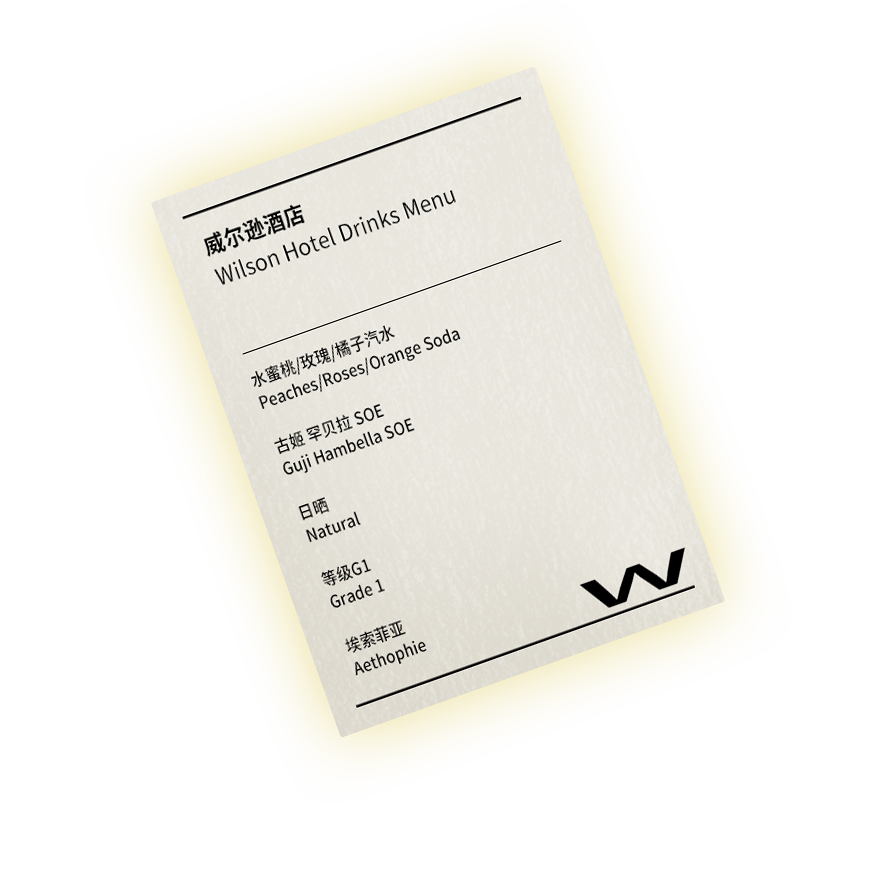 威尔逊酒店
Wilson Hotel Drinks Menu
水蜜桃/玫瑰/橘子汽水
Peaches/Roses/Orange Soda
古姬 罕贝拉 SOE
Guji Hambella SOE
日晒
Natural
等级G1
Grade 1
埃索菲亚
Aethophie
W